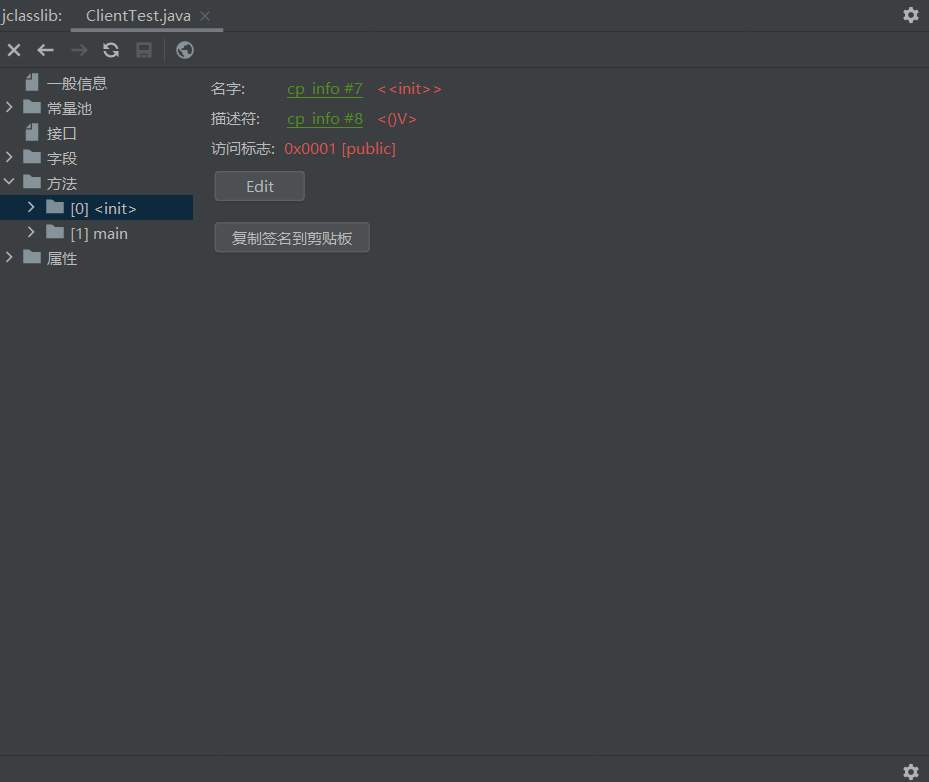 jclasslib: ClientTest.java
一般信息
常量池
接口
字段
方法
[0] <init>
[1] main
属性
名字: cp_info #7 <<init>>
描述符: cp_info #8 <()V>
访问标志: 0x0001 [public]
Edit
复制签名到剪贴板